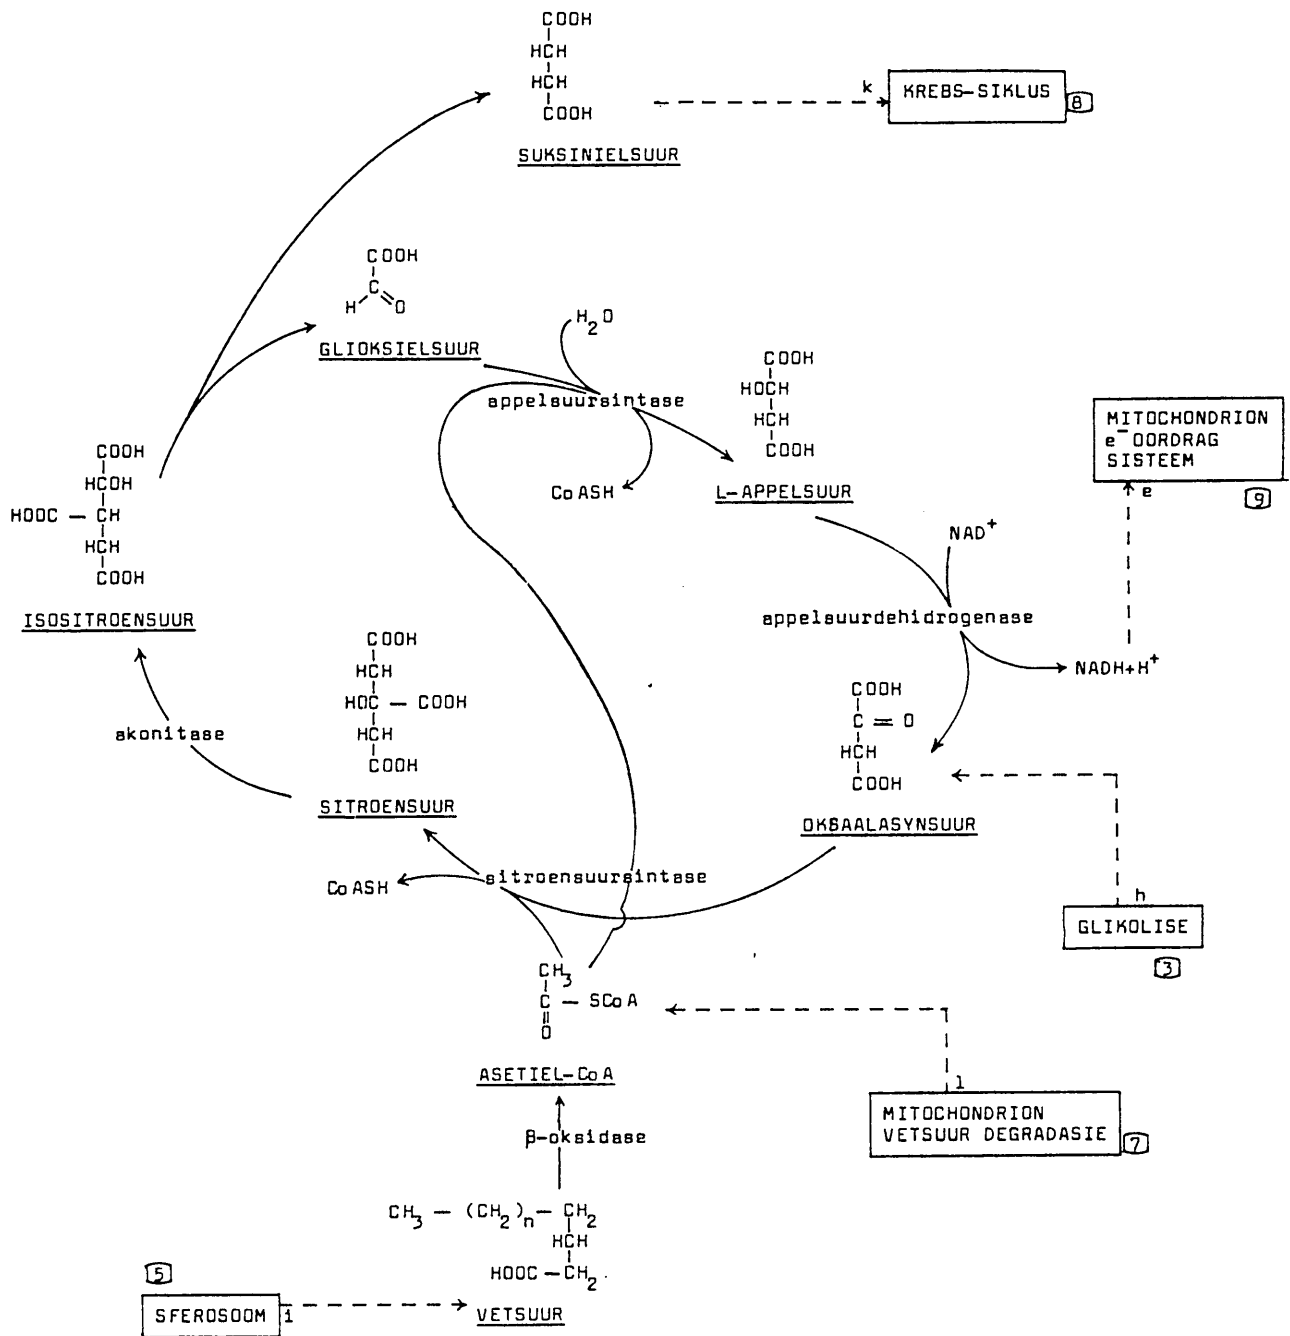 COOH
HCH
HCH
COOH
SUKSINIELSUUR
k
KREBS-SIKLUS
8
COOH
C
H
O
GLIOKSIELSUUR
H2O
appelsuursintase
CoASH
COOH
HOCH
HCH
COOH
L-APPELSUUR
MITOCHONDRION
e- OORDRAG
SISTEEM
9
e
NAD+
appelsuurdehidrogenase
NADH+H+
COOH
HCOH
HOOC — CH
HCH
COOH
ISOSITROENSUUR
akonitase
COOH
HCH
HOC — COOH
HCH
COOH
SITROENSUUR
COOH
C = O
HCH
COOH
OKSAALASYNSUUR
CoASH
sitroensuursintase
h
GLIKOLISE
3
CH3
C — SCoA
O
ASETIEL-CoA
l
MITOCHONDRION
VETSUUR DEGRADASIE
7
β-oksidase
CH3 — (CH2)n — CH2
HCH
HOOC — CH2
VETSUUR
5
SFEROSOOM
i